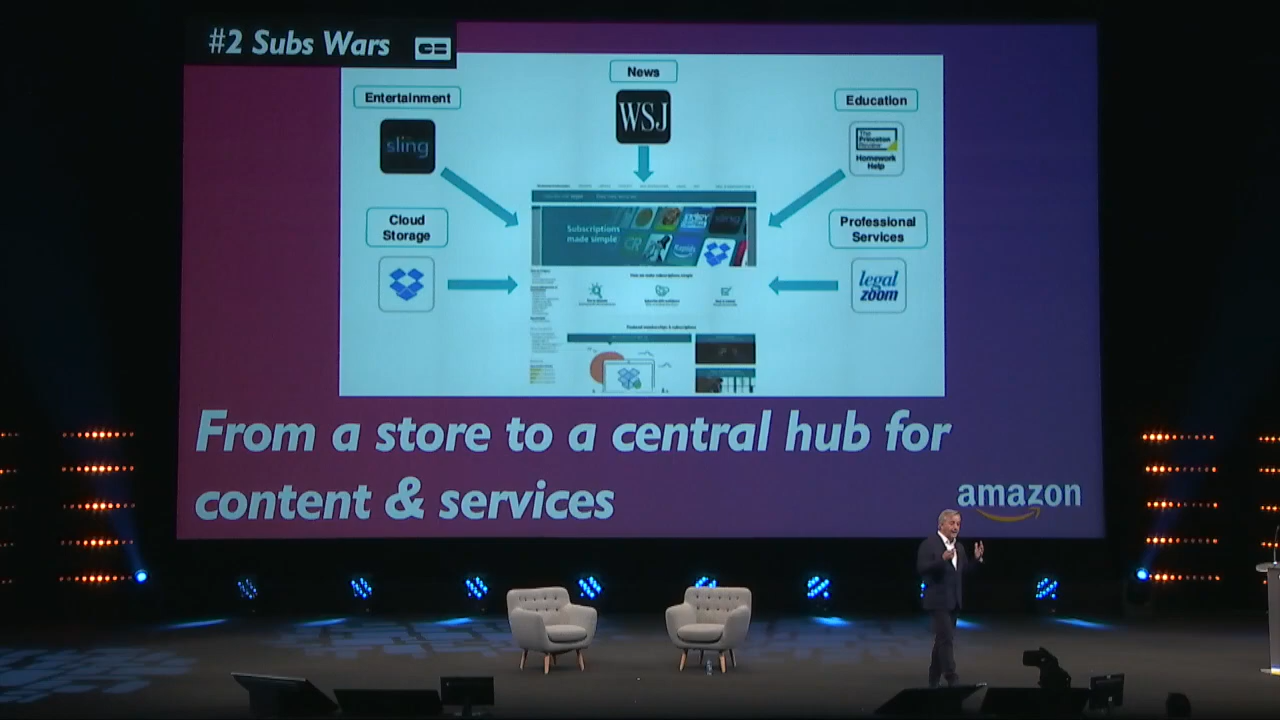 #2 Subs Wars
News
Entertainment
Education
WSJ
sling
The
Princeton
Review
Homework
Help
Cloud
Storage
Professional
Services
Subscriptions
made simple
legal
zoom
From a store to a central hub for
content & services
amazon